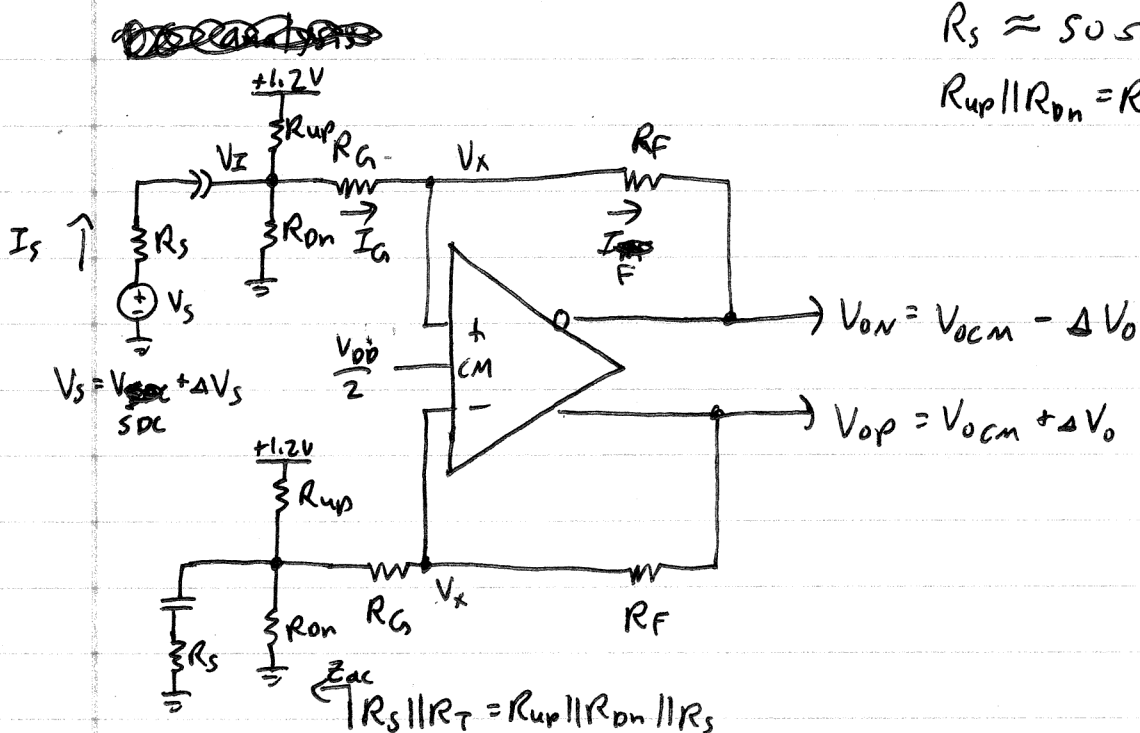 Rs ≈ 50
Rup||RDn = R
+1.2V
Rup
RG
VX
RF
VI
Is ↑
Rs
RDn
→
IG
→
IF
VS
VS = VSDC + ΔVS
VDD/2
+
CM
-
VON = VOCM - ΔVO
VOP = VOCM + ΔVO
+1.2V
Rup
RG
VX
RF
Rs
RDn
Zac
Rs||RT = Rup||RDn||Rs